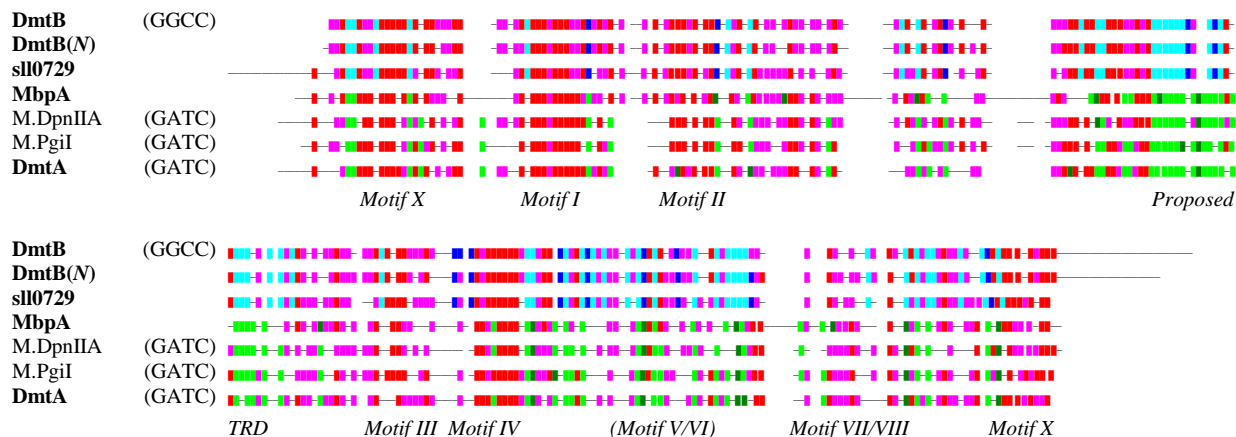 DmtB (GGCC)
DmtB(N)
sll0729
MbpA
M.DpnIIA (GATC)
M.PgiI (GATC)
DmtA (GATC)
Motif X Motif I Motif II Proposed
DmtB (GGCC)
DmtB(N)
sll0729
MbpA
M.DpnIIA (GATC)
M.PgiI (GATC)
DmtA (GATC)
TRD Motif III Motif IV (Motif V/VI) Motif VII/VIII Motif X